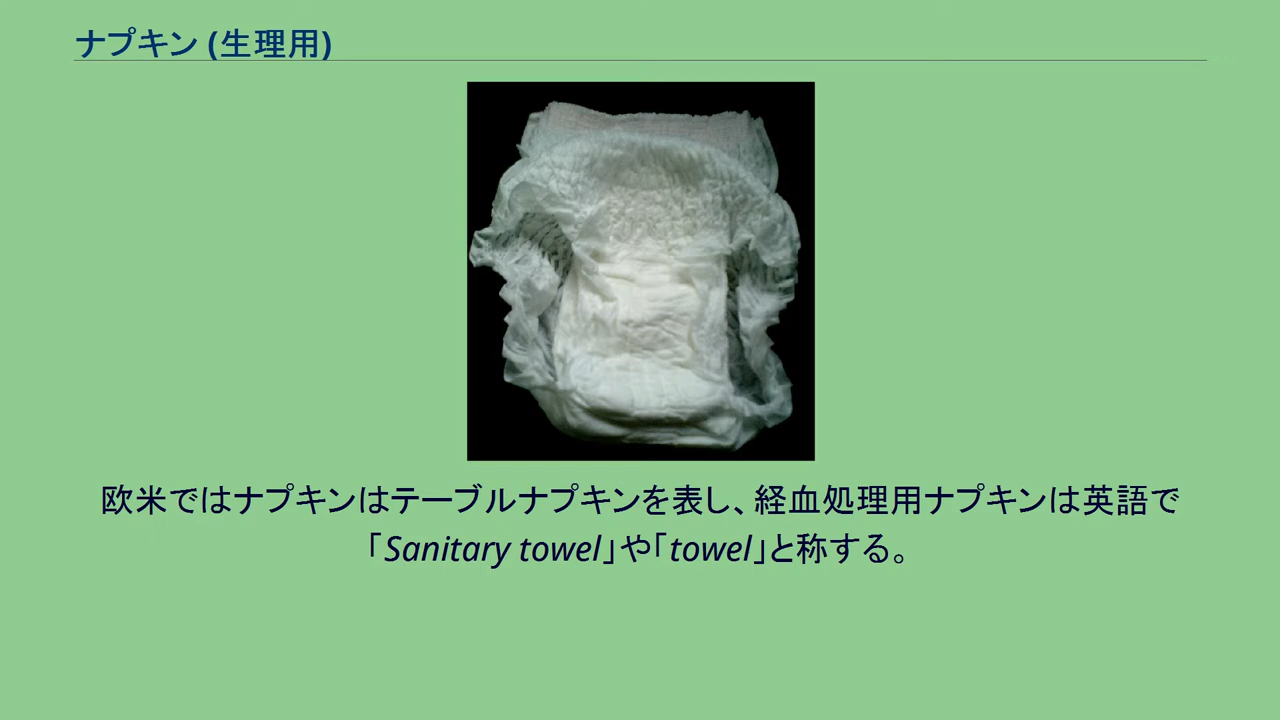 ナプキン (生理用)
欧米ではナプキンはテーブルナプキンを表し、経血処理用ナプキンは英語で
「Sanitary towel」や「towel」と称する。